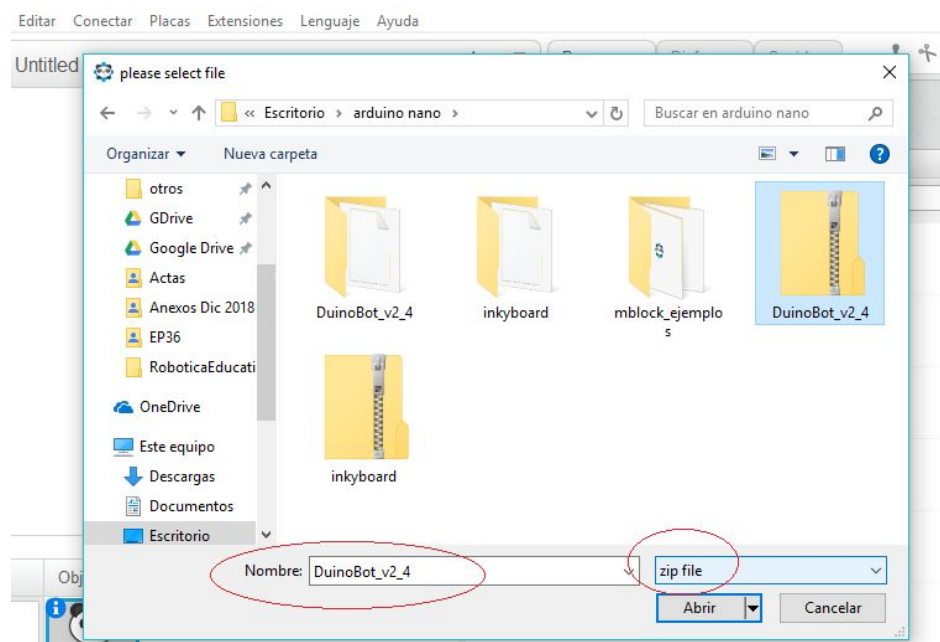 Editar Conectar Placas Extensiones Lenguaje Ayuda
Untitled
please select file
« Escritorio › arduino nano ›
Buscar en arduino nano
Organizar Nueva carpeta
otros
GDrive
Google Drive
Actas
Anexos Dic 2018
EP36
RoboticaEducati
OneDrive
Este equipo
Descargas
Documentos
Escritorio
DuinoBot_v2_4
inkyboard
mblock_ejemplo
s
DuinoBot_v2_4
inkyboard
Nombre: DuinoBot_v2_4
zip file
Abrir
Cancelar
Obj